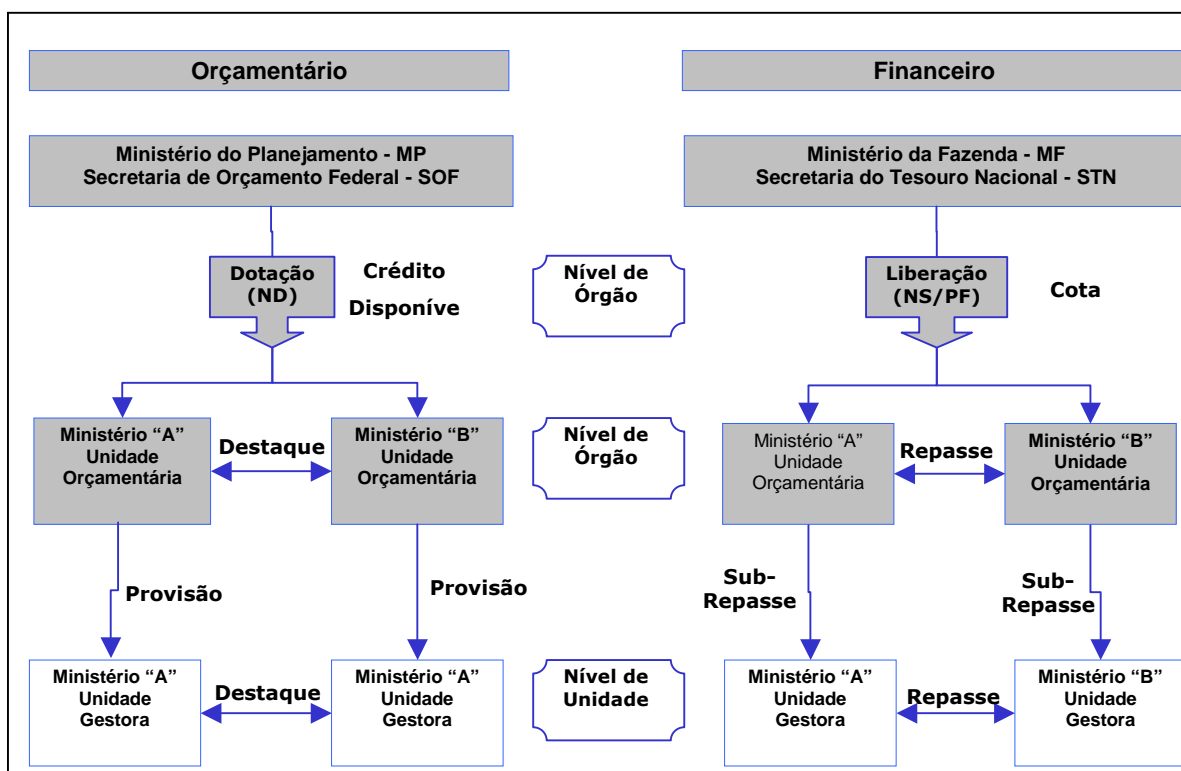 Orçamentário
Financeiro
Ministério do Planejamento - MP
Secretaria de Orçamento Federal - SOF
Ministério da Fazenda - MF
Secretaria do Tesouro Nacional - STN
Dotação
(ND)
Crédito
Disponíve
Nível de
Órgão
Liberação
(NS/PF)
Cota
Ministério “A”
Unidade
Orçamentária
Destaque
Ministério “B”
Unidade
Orçamentária
Nível de
Órgão
Ministério “A”
Unidade
Orçamentária
Repasse
Ministério “B”
Unidade
Orçamentária
Provisão
Provisão
Sub-
Repasse
Sub-
Repasse
Ministério “A”
Unidade
Gestora
Destaque
Ministério “A”
Unidade
Gestora
Nível de
Unidade
Ministério “A”
Unidade
Gestora
Repasse
Ministério “B”
Unidade
Gestora